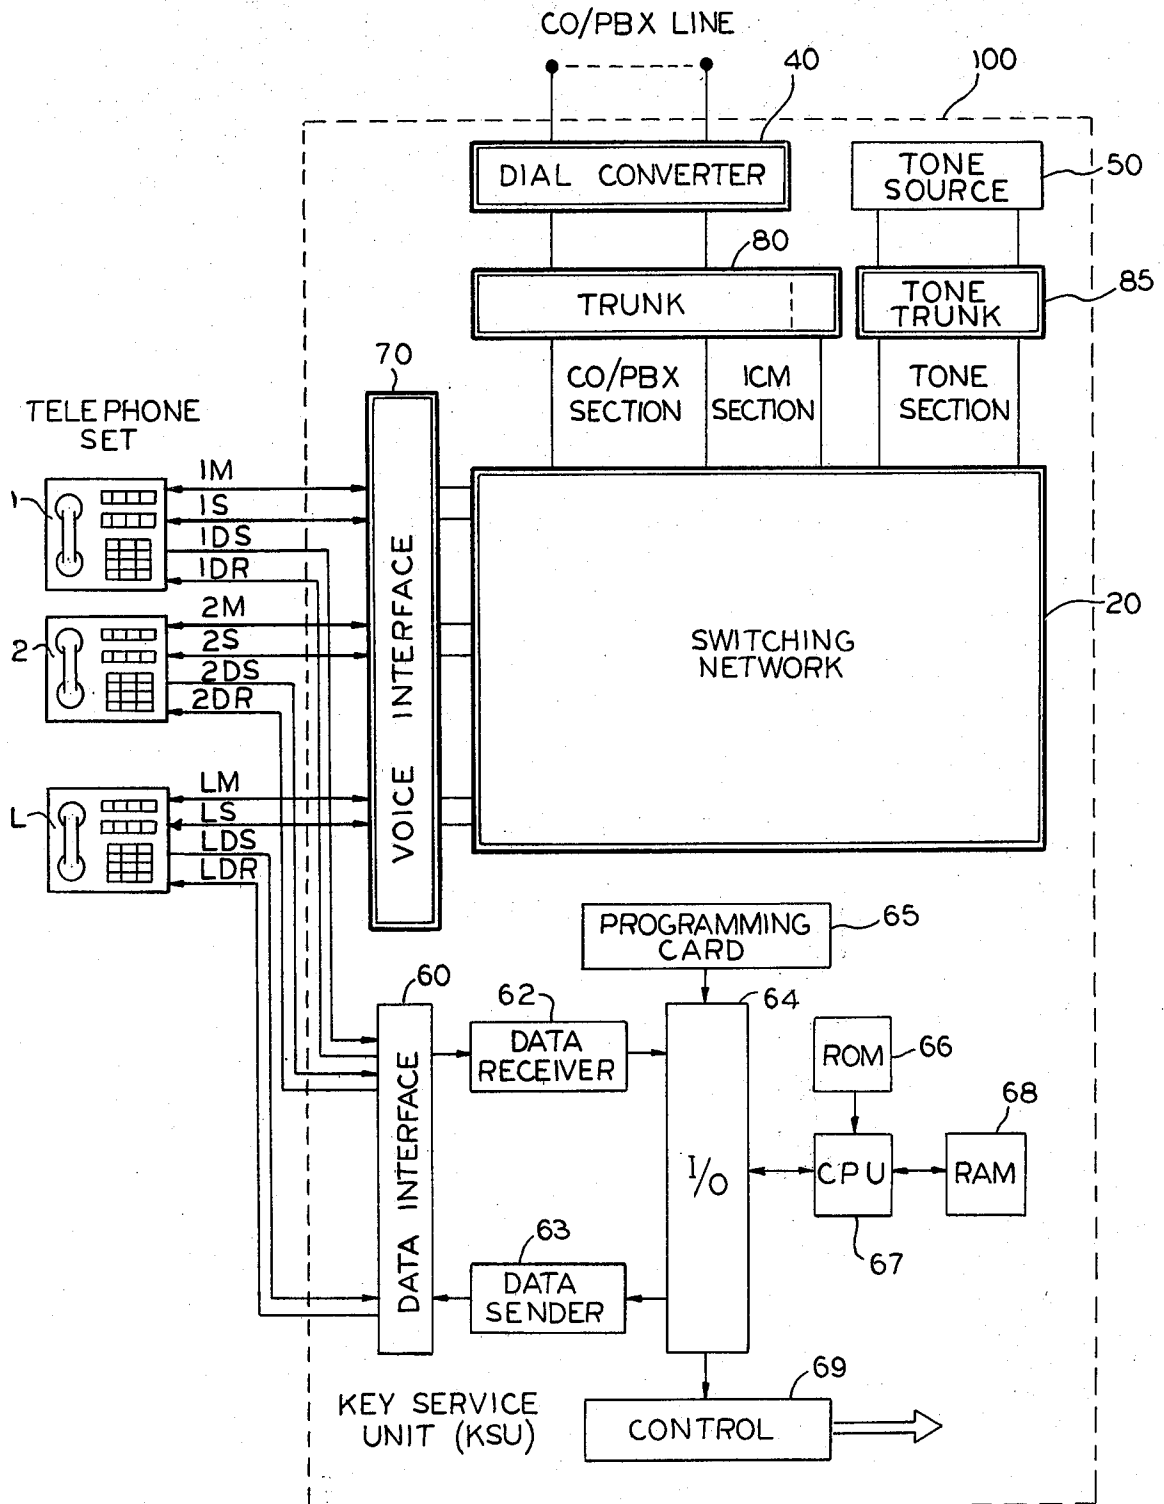 CO/PBX LINE
40
100
DIAL CONVERTER
TONE
SOURCE
50
80
TRUNK
TONE
TRUNK
85
70
CO/PBX
SECTION
ICM
SECTION
TONE
SECTION
TELEPHONE
SET
1
1M
1S
1DS
1DR
2
2M
2S
2DS
2DR
L
LM
LS
LDS
LDR
VOICE INTERFACE
SWITCHING
NETWORK
20
PROGRAMMING
CARD
65
60
62
64
DATA
RECEIVER
DATA INTERFACE
I/O
ROM
66
68
CPU
RAM
67
63
DATA
SENDER
69
KEY SERVICE
UNIT (KSU)
CONTROL